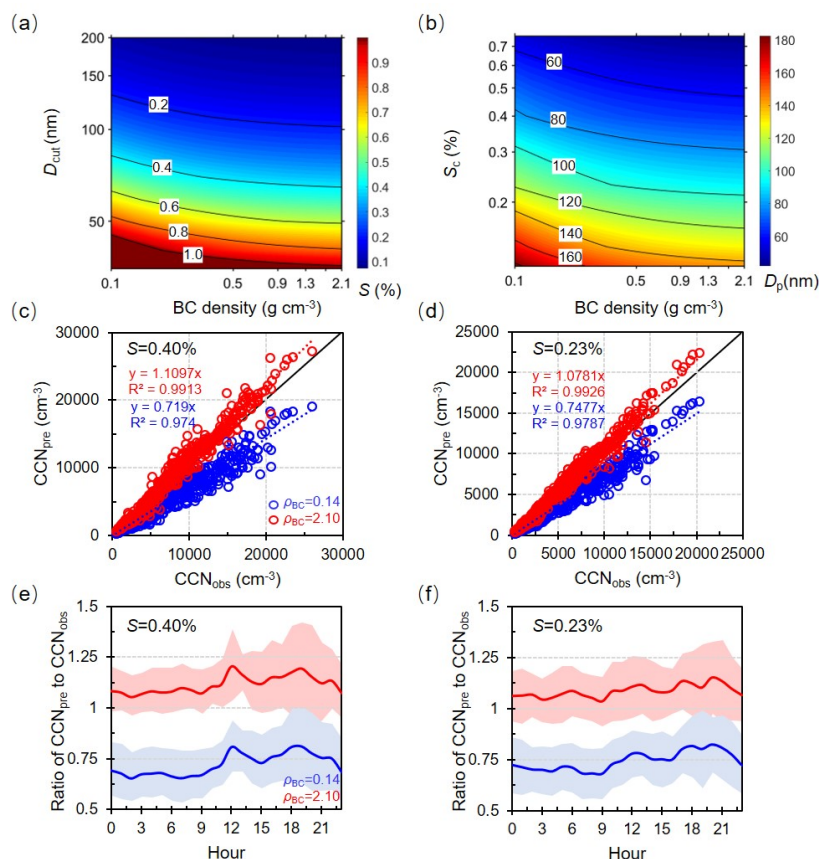 (a)
200
150
100
50
D_cut (nm)
0.2
0.4
0.6
0.8
1.0
0.1 0.5 0.9 1.3 2.1
BC density (g cm⁻³)
0.9
0.8
0.7
0.6
0.5
0.4
0.3
0.2
0.1
S (%)
(b)
0.7
0.6
0.5
0.4
0.3
0.2
S_c (%)
60
80
100
120
140
160
0.1 0.5 0.9 1.3 2.1
BC density (g cm⁻³)
180
160
140
120
100
80
60
D_p(nm)
(c)
30000
20000
10000
0
CCN_pre (cm⁻³)
S=0.40%
y = 1.1097x
R² = 0.9913
y = 0.719x
R² = 0.974
ρ_BC=0.14
ρ_BC=2.10
0 10000 20000 30000
CCN_obs (cm⁻³)
(d)
25000
20000
15000
10000
5000
0
CCN_pre (cm⁻³)
S=0.23%
y = 1.0781x
R² = 0.9926
y = 0.7477x
R² = 0.9787
0 5000 10000 15000 20000 25000
CCN_obs (cm⁻³)
(e)
1.5
1.25
1
0.75
0.5
Ratio of CCN_pre to CCN_obs
S=0.40%
ρ_BC=0.14
ρ_BC=2.10
0 3 6 9 12 15 18 21
Hour
(f)
1.5
1.25
1
0.75
0.5
Ratio of CCN_pre to CCN_obs
S=0.23%
0 3 6 9 12 15 18 21
Hour